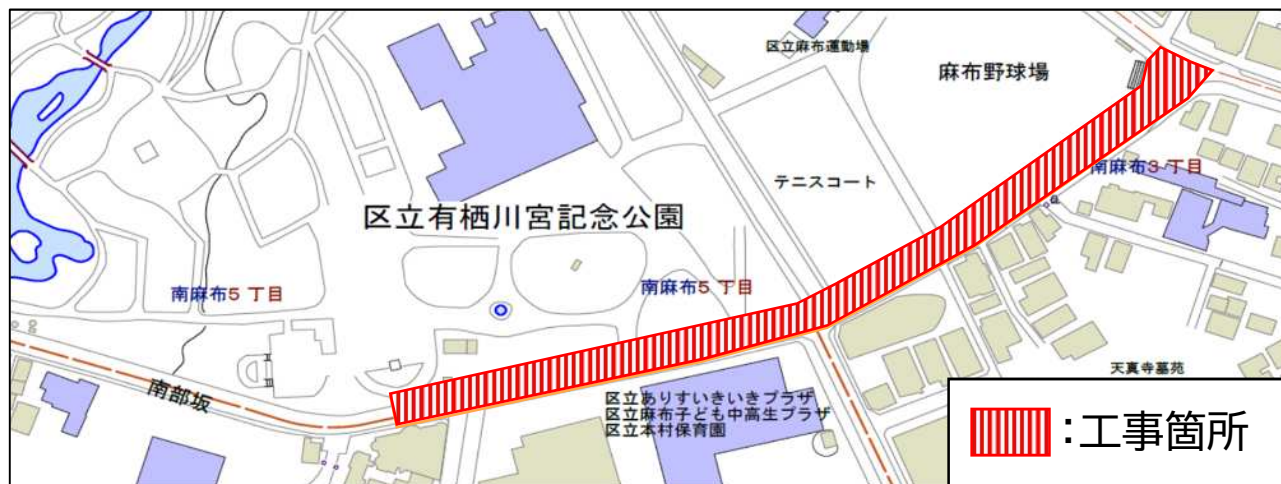 区立麻布運動場
麻布野球場
南麻布3 丁目
テニスコート
区立有栖川宮記念公園
南麻布5 丁目
南麻布5 丁目
南部坂
天真寺墓苑
区立ありすいきいきプラザ
区立麻布子ども中高生プラザ
区立本村保育園
:工事箇所